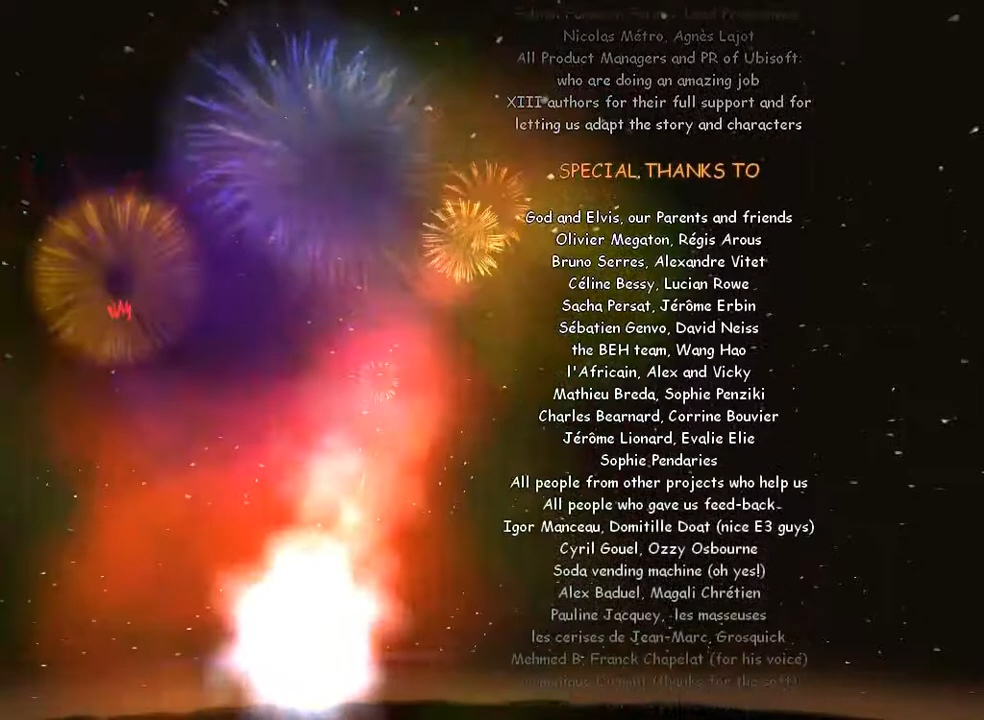 Nicolas Métro, Agnès Lajot
All Product Managers and PR of Ubisoft:
who are doing an amazing job
XIII authors for their full support and for
letting us adapt the story and characters
SPECIAL THANKS TO
God and Elvis, our Parents and friends
Olivier Megaton, Régis Arous
Bruno Serres, Alexandre Vitet
Céline Bessy, Lucian Rowe
Sacha Persat, Jérôme Erbin
Sébatien Genvo, David Neiss
the BEH team, Wang Hao
l'Africain, Alex and Vicky
Mathieu Breda, Sophie Penziki
Charles Bearnard, Corrine Bouvier
Jérôme Lionard, Evalie Elie
Sophie Pendaries
All people from other projects who help us
All people who gave us feed-back
Igor Manceau, Domitille Doat (nice E3 guys)
Cyril Gouel, Ozzy Osbourne
Soda vending machine (oh yes!)
Alex Baduel, Magali Chrétien
Pauline Jacquey, les masseuses
les cerises de Jean-Marc, Grosquick
Mehmed B, Franck Chapelat (for his voice)
(thanks for the